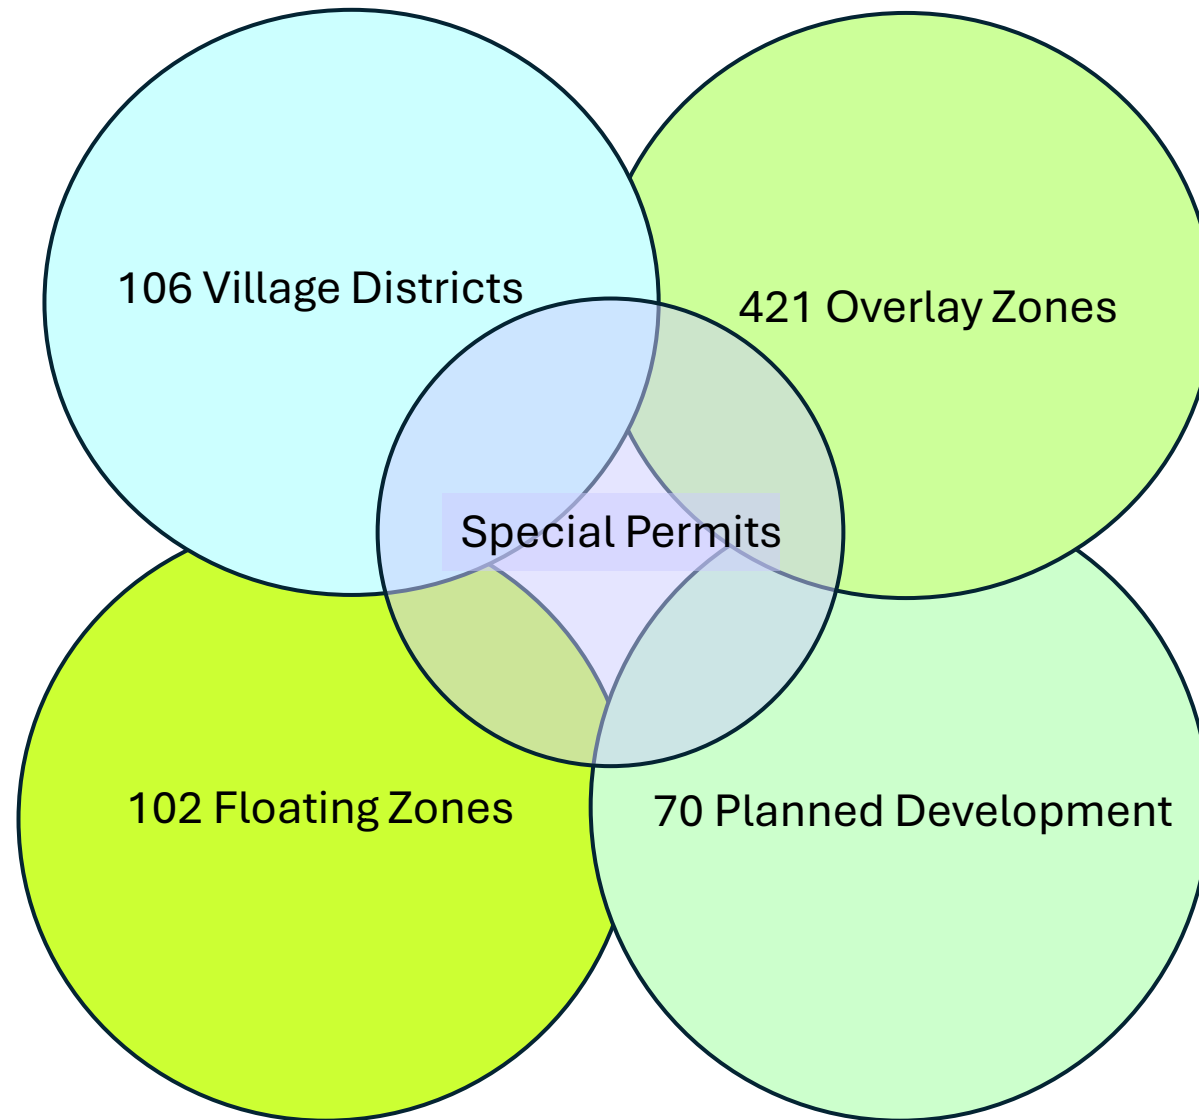 106 Village Districts
421 Overlay Zones
Special Permits
102 Floating Zones
70 Planned Development